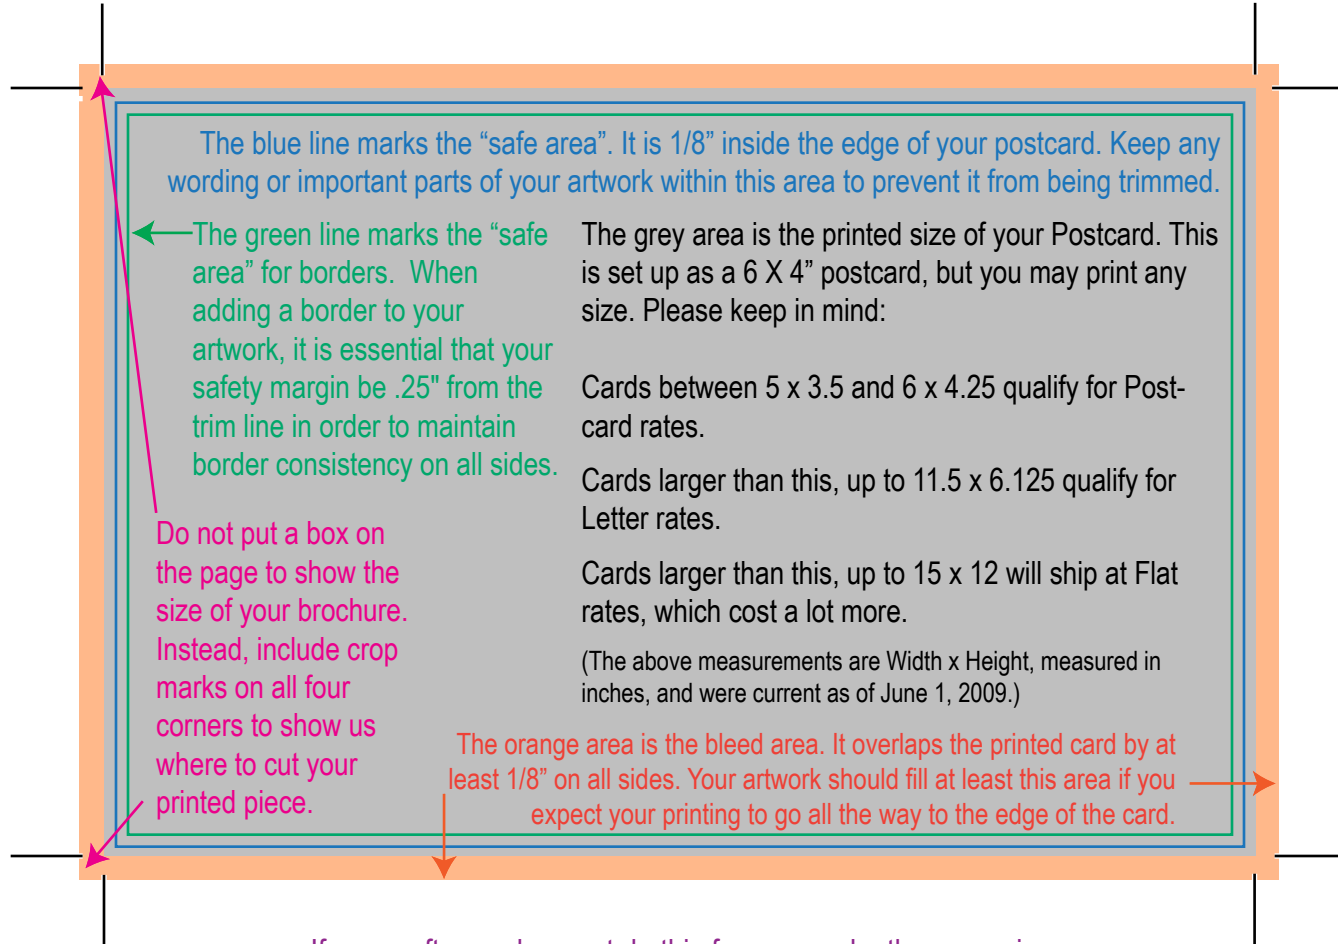 The blue line marks the “safe area”. It is 1/8” inside the edge of your postcard. Keep any
wording or important parts of your artwork within this area to prevent it from being trimmed.
The green line marks the “safe
area” for borders.  When
adding a border to your
artwork, it is essential that your
safety margin be .25" from the
trim line in order to maintain
border consistency on all sides.
The grey area is the printed size of your Postcard. This
is set up as a 6 X 4” postcard, but you may print any
size. Please keep in mind:
Cards between 5 x 3.5 and 6 x 4.25 qualify for Post-
card rates.
Cards larger than this, up to 11.5 x 6.125 qualify for
Letter rates.
Cards larger than this, up to 15 x 12 will ship at Flat
rates, which cost a lot more.
(The above measurements are Width x Height, measured in
inches, and were current as of June 1, 2009.)
Do not put a box on
the page to show the
size of your brochure.
Instead, include crop
marks on all four
corners to show us
where to cut your
printed piece.
The orange area is the bleed area. It overlaps the printed card by at
least 1/8” on all sides. Your artwork should fill at least this area if you
expect your printing to go all the way to the edge of the card.